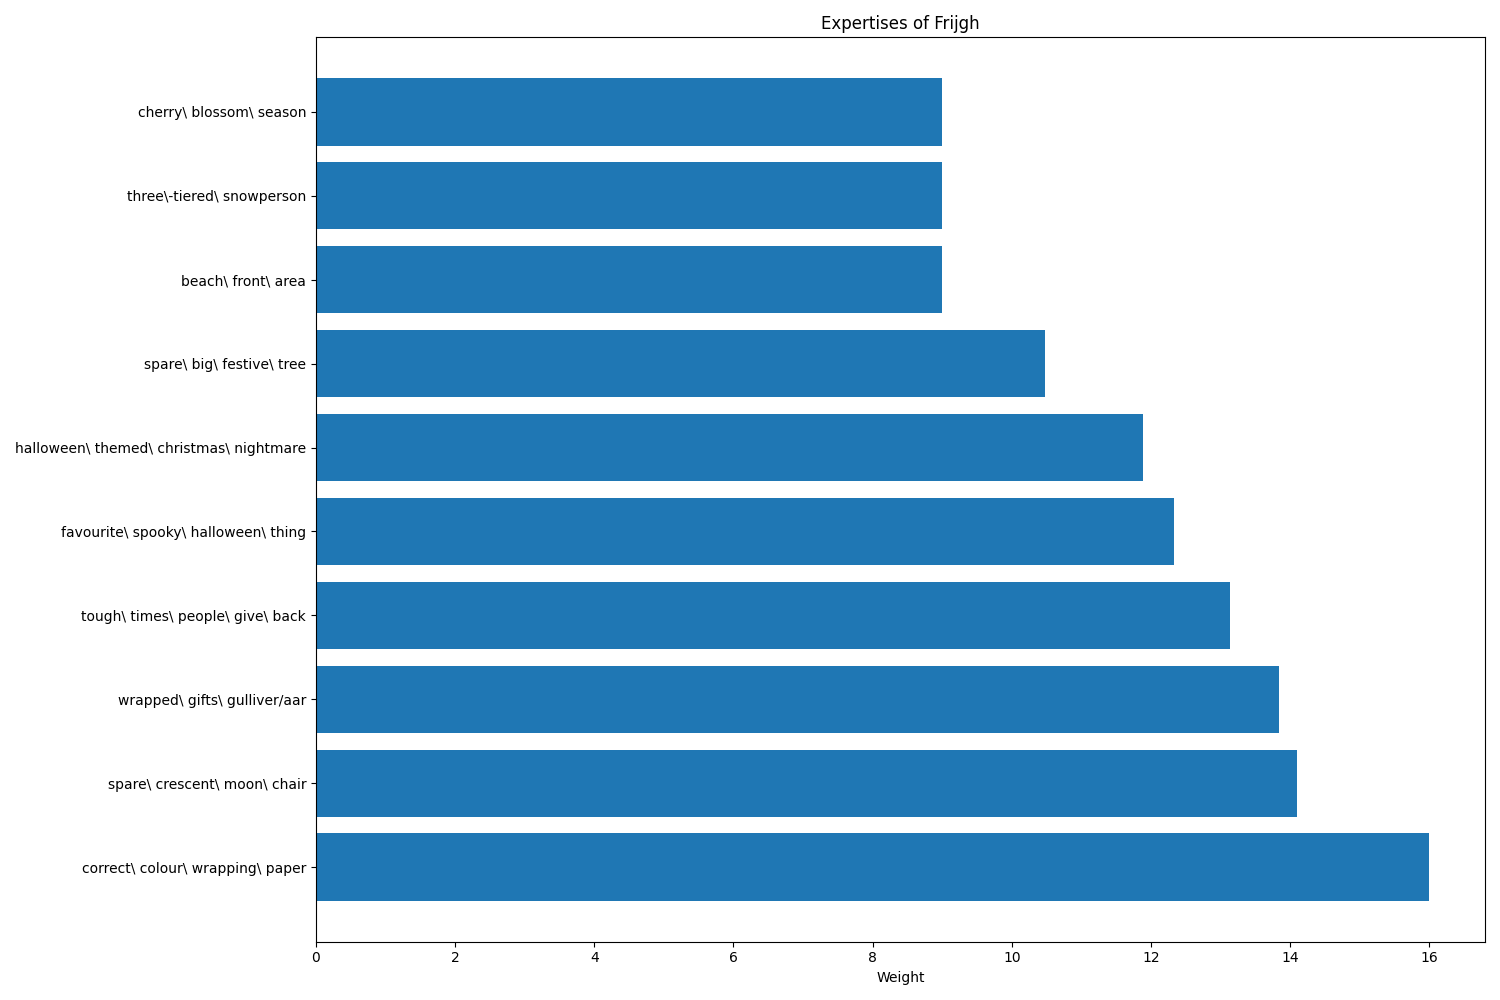 Expertises of Frijgh
cherry\ blossom\ season
three\-tiered\ snowperson
beach\ front\ area
spare\ big\ festive\ tree
halloween\ themed\ christmas\ nightmare
favourite\ spooky\ halloween\ thing
tough\ times\ people\ give\ back
wrapped\ gifts\ gulliver/aar
spare\ crescent\ moon\ chair
correct\ colour\ wrapping\ paper
0 2 4 6 8 10 12 14 16
Weight